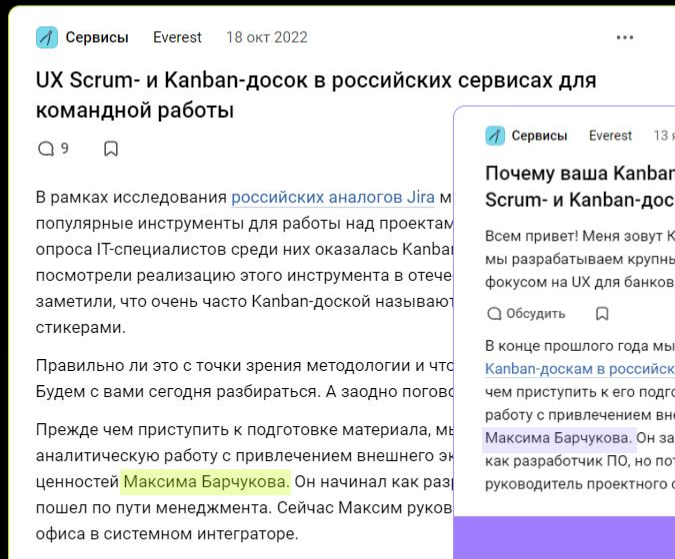 Сервисы Everest 18 окт 2022
UX Scrum- и Kanban-досок в российских сервисах для
командной работы
9
В рамках исследования российских аналогов Jira м
популярные инструменты для работы над проектам
опроса IT-специалистов среди них оказалась Kanba
посмотрели реализацию этого инструмента в отече
заметили, что очень часто Kanban-доской называют
стикерами.
Правильно ли это с точки зрения методологии и что
Будем с вами сегодня разбираться. А заодно погово
Прежде чем приступить к подготовке материала, мы
аналитическую работу с привлечением внешнего эк
ценностей Максима Барчукова. Он начинал как разр
пошел по пути менеджмента. Сейчас Максим руков
офиса в системном интеграторе.
Сервисы Everest 13 я
Почему ваша Kanban
Scrum- и Kanban-дос
Всем привет! Меня зовут К
мы разрабатываем крупны
фокусом на UX для банков,
Обсудить
В конце прошлого года мы
Kanban-доскам в российск
чем приступить к его подго
работу с привлечением вне
Максима Барчукова. Он за
как разработчик ПО, но пот
руководитель проектного о